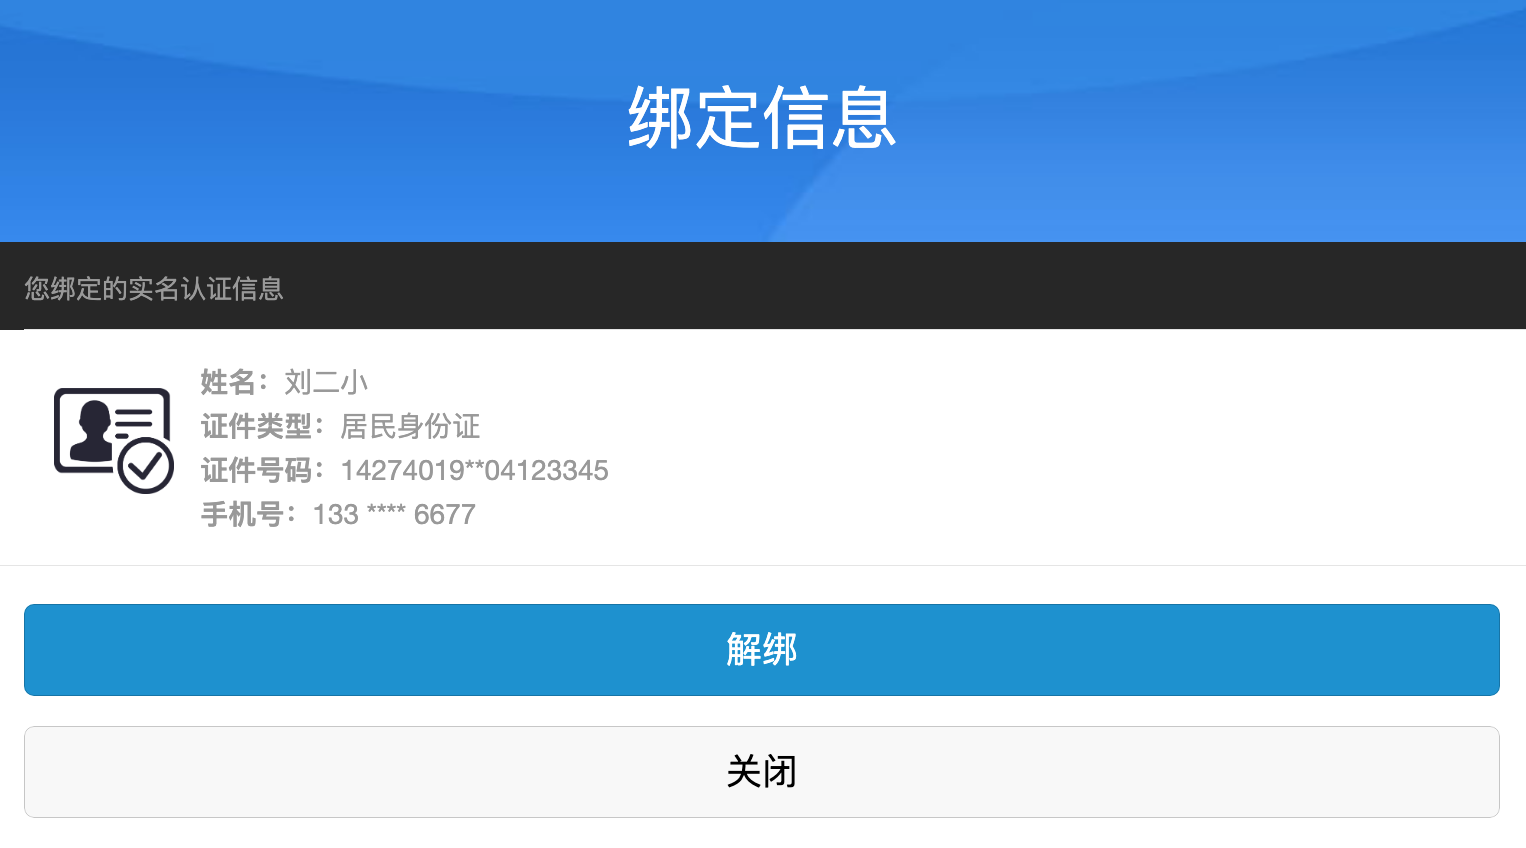 绑定信息
您绑定的实名认证信息
姓名：刘二小
证件类型：居民身份证
证件号码：14274019**04123345
手机号：133 **** 6677
解绑
关闭